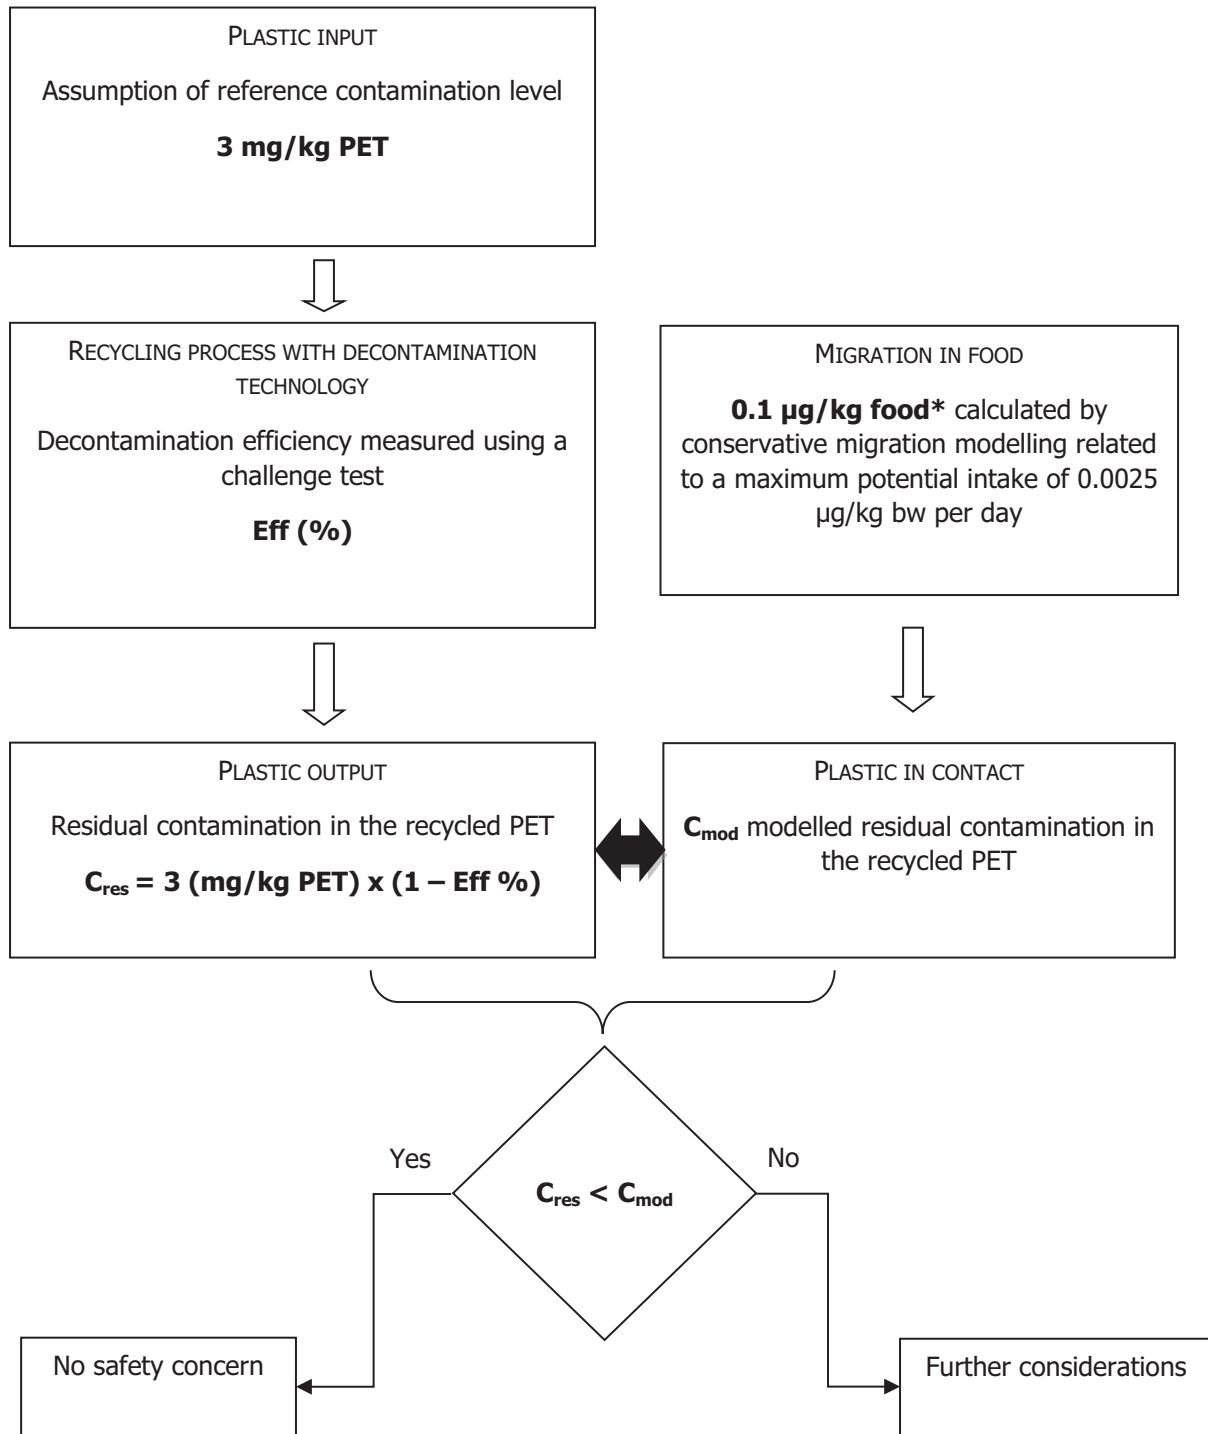 PLASTIC INPUT
Assumption of reference contamination level
3 mg/kg PET
RECYCLING PROCESS WITH DECONTAMINATION
TECHNOLOGY
Decontamination efficiency measured using a
challenge test
Eff (%)
MIGRATION IN FOOD
0.1 µg/kg food* calculated by
conservative migration modelling related
to a maximum potential intake of 0.0025
µg/kg bw per day
PLASTIC OUTPUT
Residual contamination in the recycled PET
Cres = 3 (mg/kg PET) x (1 – Eff %)
PLASTIC IN CONTACT
Cmod modelled residual contamination in
the recycled PET
Yes
No
Cres < Cmod
No safety concern
Further considerations